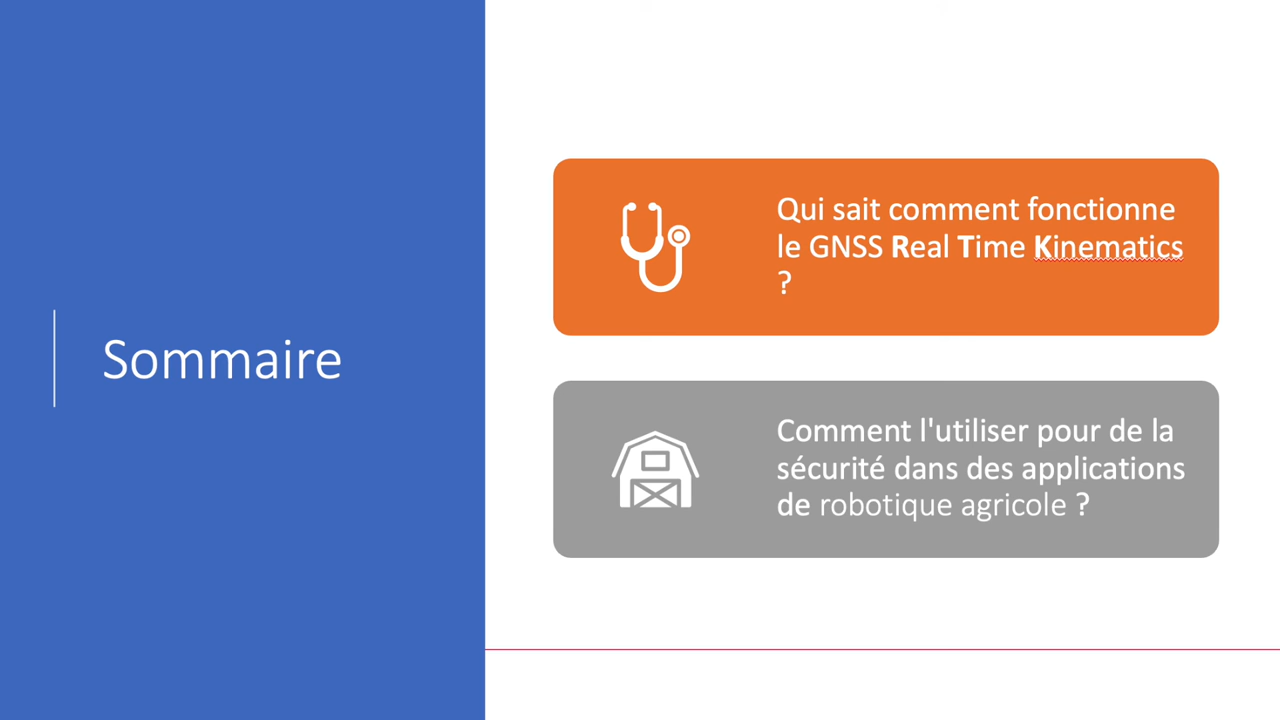 Sommaire
Qui sait comment fonctionne
le GNSS Real Time Kinematics
?
Comment l'utiliser pour de la
sécurité dans des applications
de robotique agricole ?